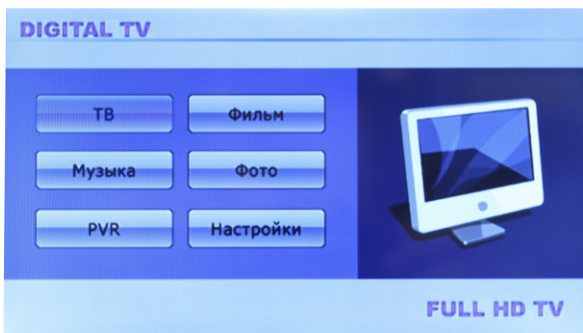 DIGITAL TV
ТВ
Фильм
Музыка
Фото
PVR
Настройки
FULL HD TV